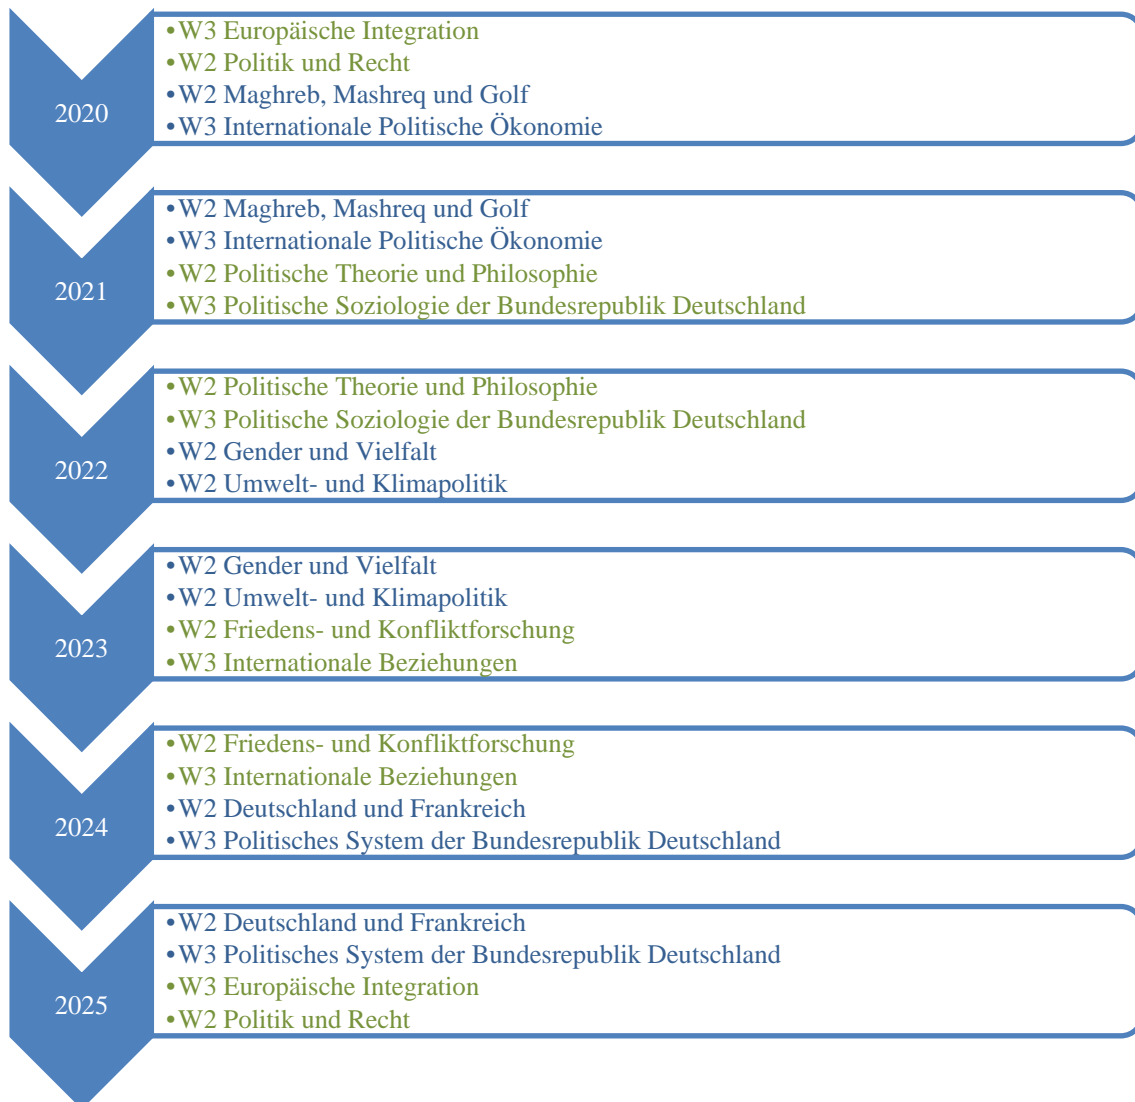 2020
•W3 Europäische Integration
•W2 Politik und Recht
•W2 Maghreb, Mashreq und Golf
•W3 Internationale Politische Ökonomie
2021
•W2 Maghreb, Mashreq und Golf
•W3 Internationale Politische Ökonomie
•W2 Politische Theorie und Philosophie
•W3 Politische Soziologie der Bundesrepublik Deutschland
2022
•W2 Politische Theorie und Philosophie
•W3 Politische Soziologie der Bundesrepublik Deutschland
•W2 Gender und Vielfalt
•W2 Umwelt- und Klimapolitik
2023
•W2 Gender und Vielfalt
•W2 Umwelt- und Klimapolitik
•W2 Friedens- und Konfliktforschung
•W3 Internationale Beziehungen
2024
•W2 Friedens- und Konfliktforschung
•W3 Internationale Beziehungen
•W2 Deutschland und Frankreich
•W3 Politisches System der Bundesrepublik Deutschland
2025
•W2 Deutschland und Frankreich
•W3 Politisches System der Bundesrepublik Deutschland
•W3 Europäische Integration
•W2 Politik und Recht